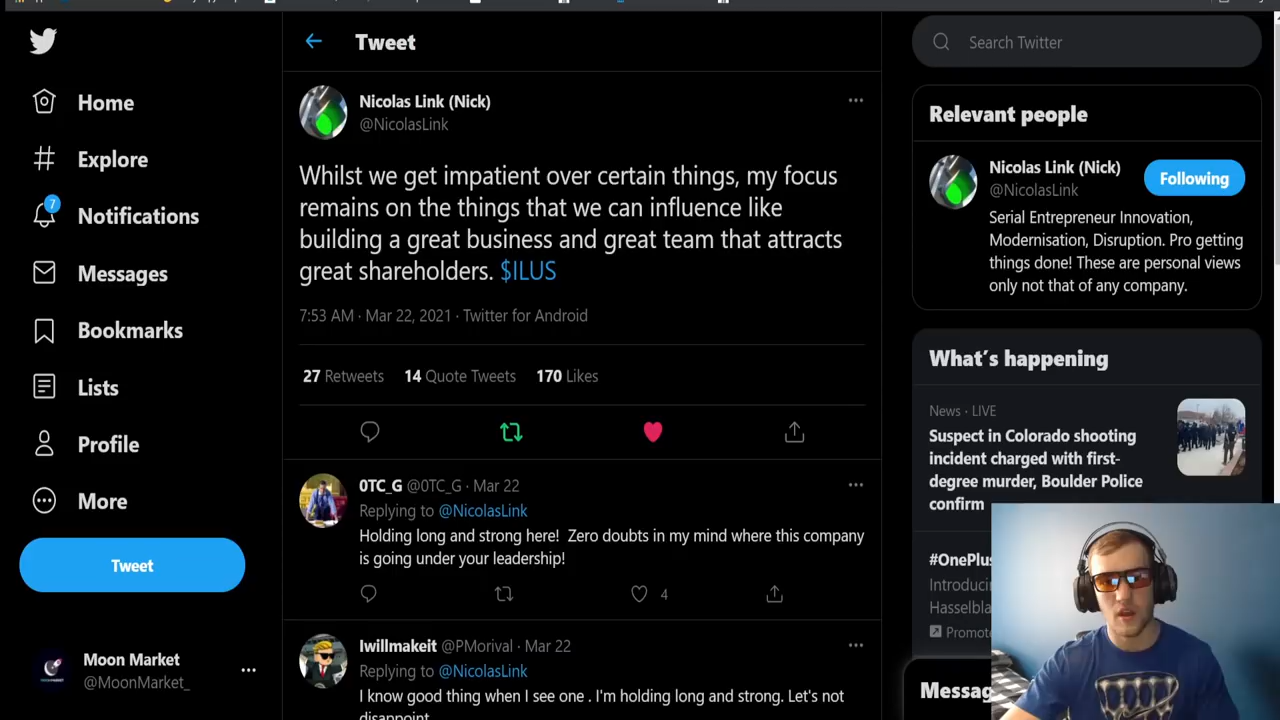 Tweet
Search Twitter
Home
Explore
7
Notifications
Messages
Bookmarks
Lists
Profile
More
Tweet
Moon Market
@MoonMarket_
Nicolas Link (Nick)
@NicolasLink
Whilst we get impatient over certain things, my focus
remains on the things that we can influence like
building a great business and great team that attracts
great shareholders. $ILUS
7:53 AM · Mar 22, 2021 · Twitter for Android
27 Retweets 14 Quote Tweets 170 Likes
0TC_G @0TC_G · Mar 22
Replying to @NicolasLink
Holding long and strong here! Zero doubts in my mind where this company
is going under your leadership!
4
Iwillmakeit @PMorival · Mar 22
Replying to @NicolasLink
I know good thing when I see one . I'm holding long and strong. Let's not
disappoint
Relevant people
Nicolas Link (Nick)
@NicolasLink
Following
Serial Entrepreneur Innovation,
Modernisation, Disruption. Pro getting
things done! These are personal views
only not that of any company.
What's happening
News · LIVE
Suspect in Colorado shooting
incident charged with first-
degree murder, Boulder Police
confirm
#OnePlus
Introduci
Hasselbla
Promote
Messag